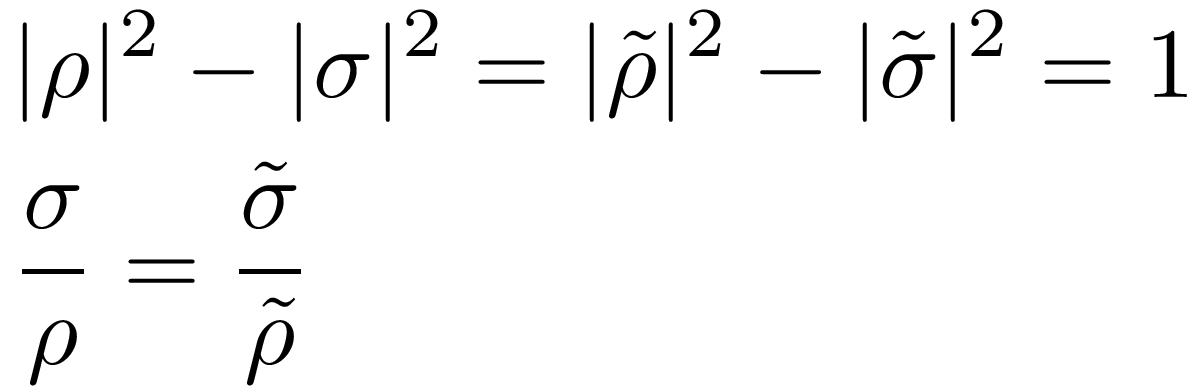 |ρ|² − |σ|² = |ρ̃|² − |σ̃|² = 1
σ/ρ = σ̃/ρ̃